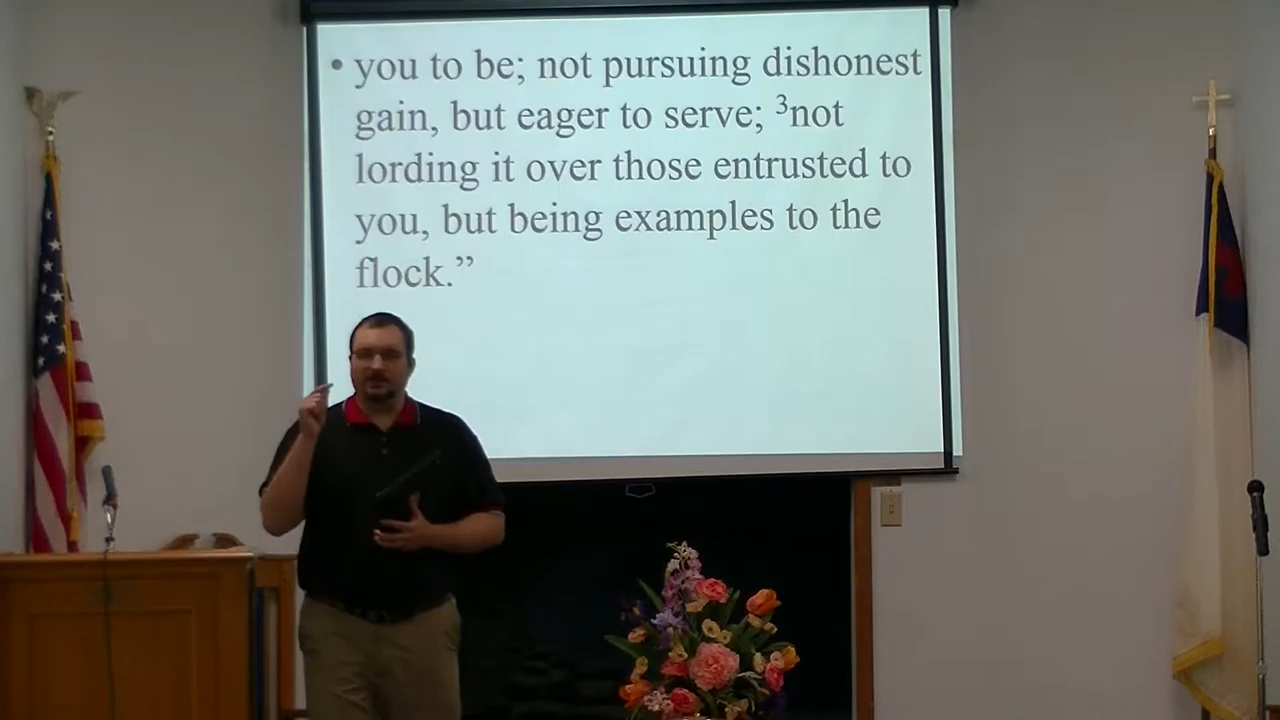 • you to be; not pursuing dishonest
gain, but eager to serve; ³not
lording it over those entrusted to
you, but being examples to the
flock.”